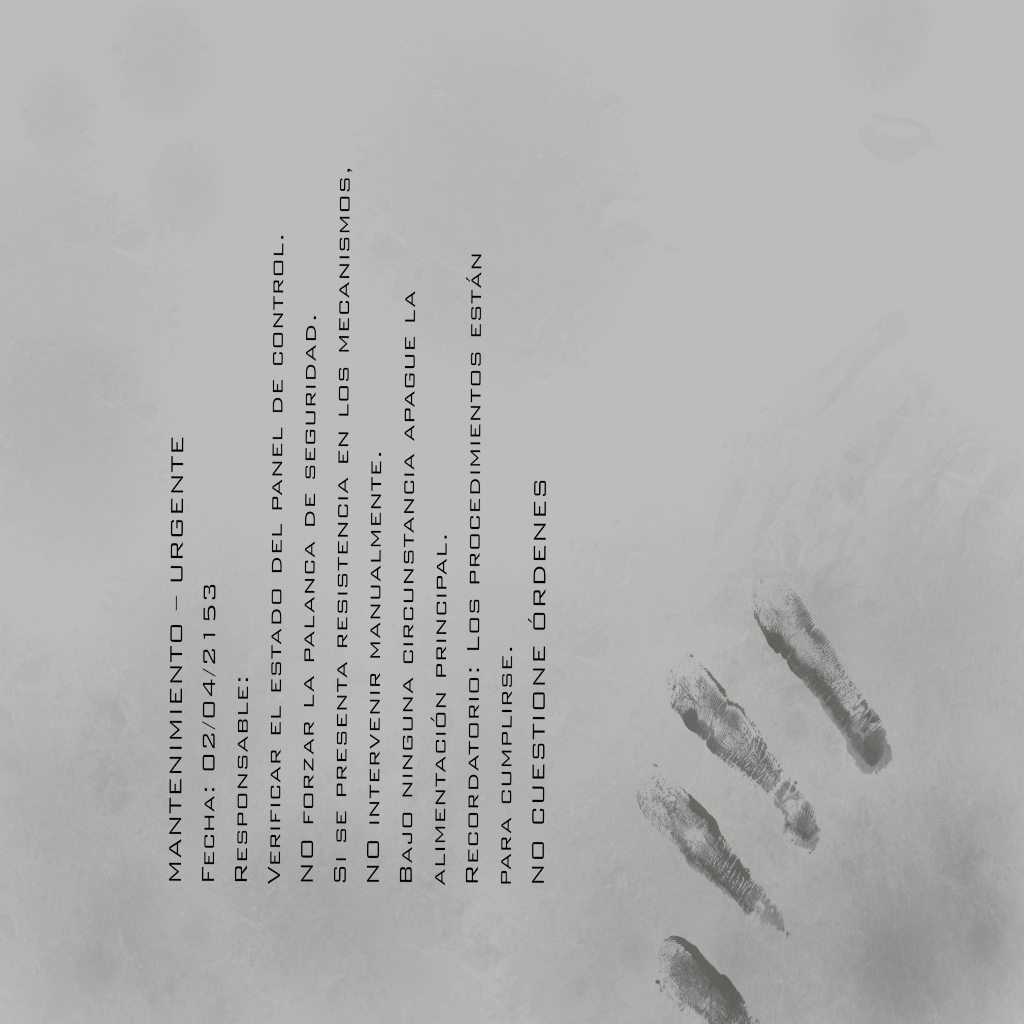 MANTENIMIENTO – URGENTE
FECHA: 02/04/2153
RESPONSABLE:
VERIFICAR EL ESTADO DEL PANEL DE CONTROL.
NO FORZAR LA PALANCA DE SEGURIDAD.
SI SE PRESENTA RESISTENCIA EN LOS MECANISMOS,
NO INTERVENIR MANUALMENTE.
BAJO NINGUNA CIRCUNSTANCIA APAGUE LA
ALIMENTACIÓN PRINCIPAL.
RECORDATORIO: LOS PROCEDIMIENTOS ESTÁN
PARA CUMPLIRSE.
NO CUESTIONE ÓRDENES